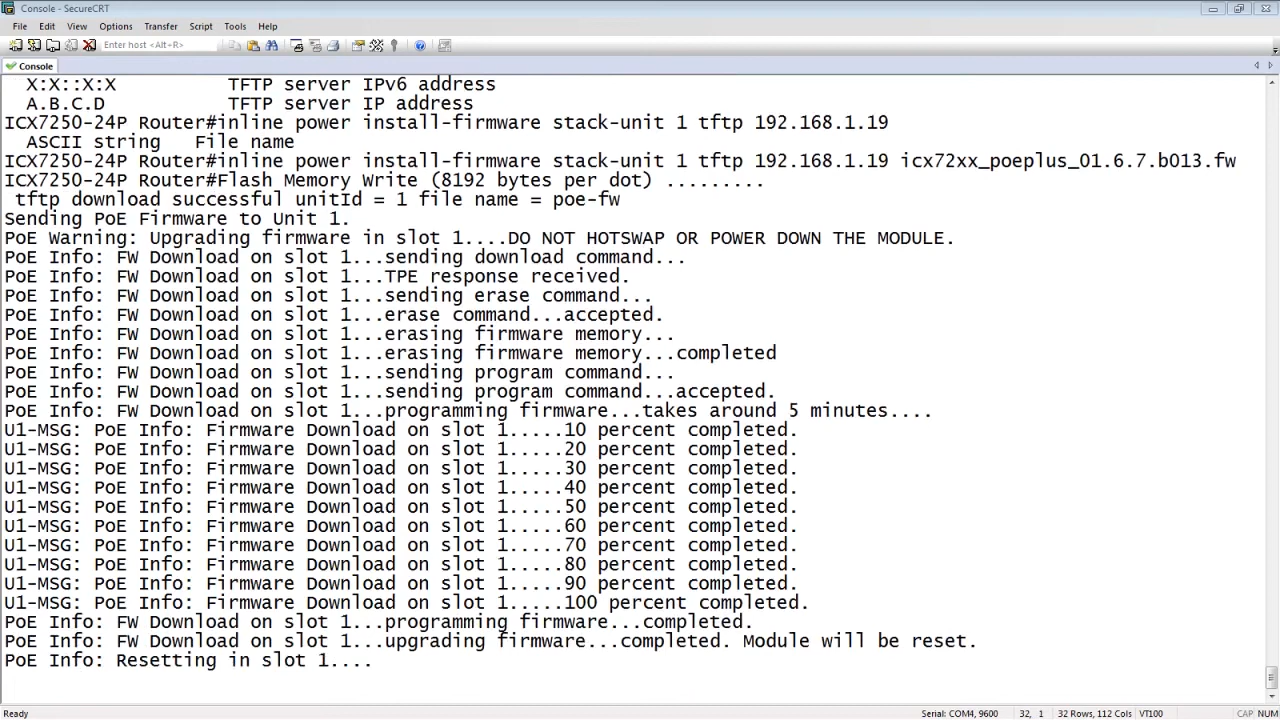 Console - SecureCRT
File Edit View Options Transfer Script Tools Help
Enter host <Alt+R>
Console
X:X::X:X TFTP server IPv6 address
A.B.C.D TFTP server IP address
ICX7250-24P Router#inline power install-firmware stack-unit 1 tftp 192.168.1.19
ASCII string File name
ICX7250-24P Router#inline power install-firmware stack-unit 1 tftp 192.168.1.19 icx72xx_poeplus_01.6.7.b013.fw
ICX7250-24P Router#Flash Memory Write (8192 bytes per dot) .........
tftp download successful unitId = 1 file name = poe-fw
Sending PoE Firmware to Unit 1.
PoE Warning: Upgrading firmware in slot 1....DO NOT HOTSWAP OR POWER DOWN THE MODULE.
PoE Info: FW Download on slot 1...sending download command...
PoE Info: FW Download on slot 1...TPE response received.
PoE Info: FW Download on slot 1...sending erase command...
PoE Info: FW Download on slot 1...erase command...accepted.
PoE Info: FW Download on slot 1...erasing firmware memory...
PoE Info: FW Download on slot 1...erasing firmware memory...completed
PoE Info: FW Download on slot 1...sending program command...
PoE Info: FW Download on slot 1...sending program command...accepted.
PoE Info: FW Download on slot 1...programming firmware...takes around 5 minutes....
U1-MSG: PoE Info: Firmware Download on slot 1.....10 percent completed.
U1-MSG: PoE Info: Firmware Download on slot 1.....20 percent completed.
U1-MSG: PoE Info: Firmware Download on slot 1.....30 percent completed.
U1-MSG: PoE Info: Firmware Download on slot 1.....40 percent completed.
U1-MSG: PoE Info: Firmware Download on slot 1.....50 percent completed.
U1-MSG: PoE Info: Firmware Download on slot 1.....60 percent completed.
U1-MSG: PoE Info: Firmware Download on slot 1.....70 percent completed.
U1-MSG: PoE Info: Firmware Download on slot 1.....80 percent completed.
U1-MSG: PoE Info: Firmware Download on slot 1.....90 percent completed.
U1-MSG: PoE Info: Firmware Download on slot 1.....100 percent completed.
PoE Info: FW Download on slot 1...programming firmware...completed.
PoE Info: FW Download on slot 1...upgrading firmware...completed. Module will be reset.
PoE Info: Resetting in slot 1....
Ready Serial: COM4, 9600 32, 1 32 Rows, 112 Cols VT100 CAP NUM